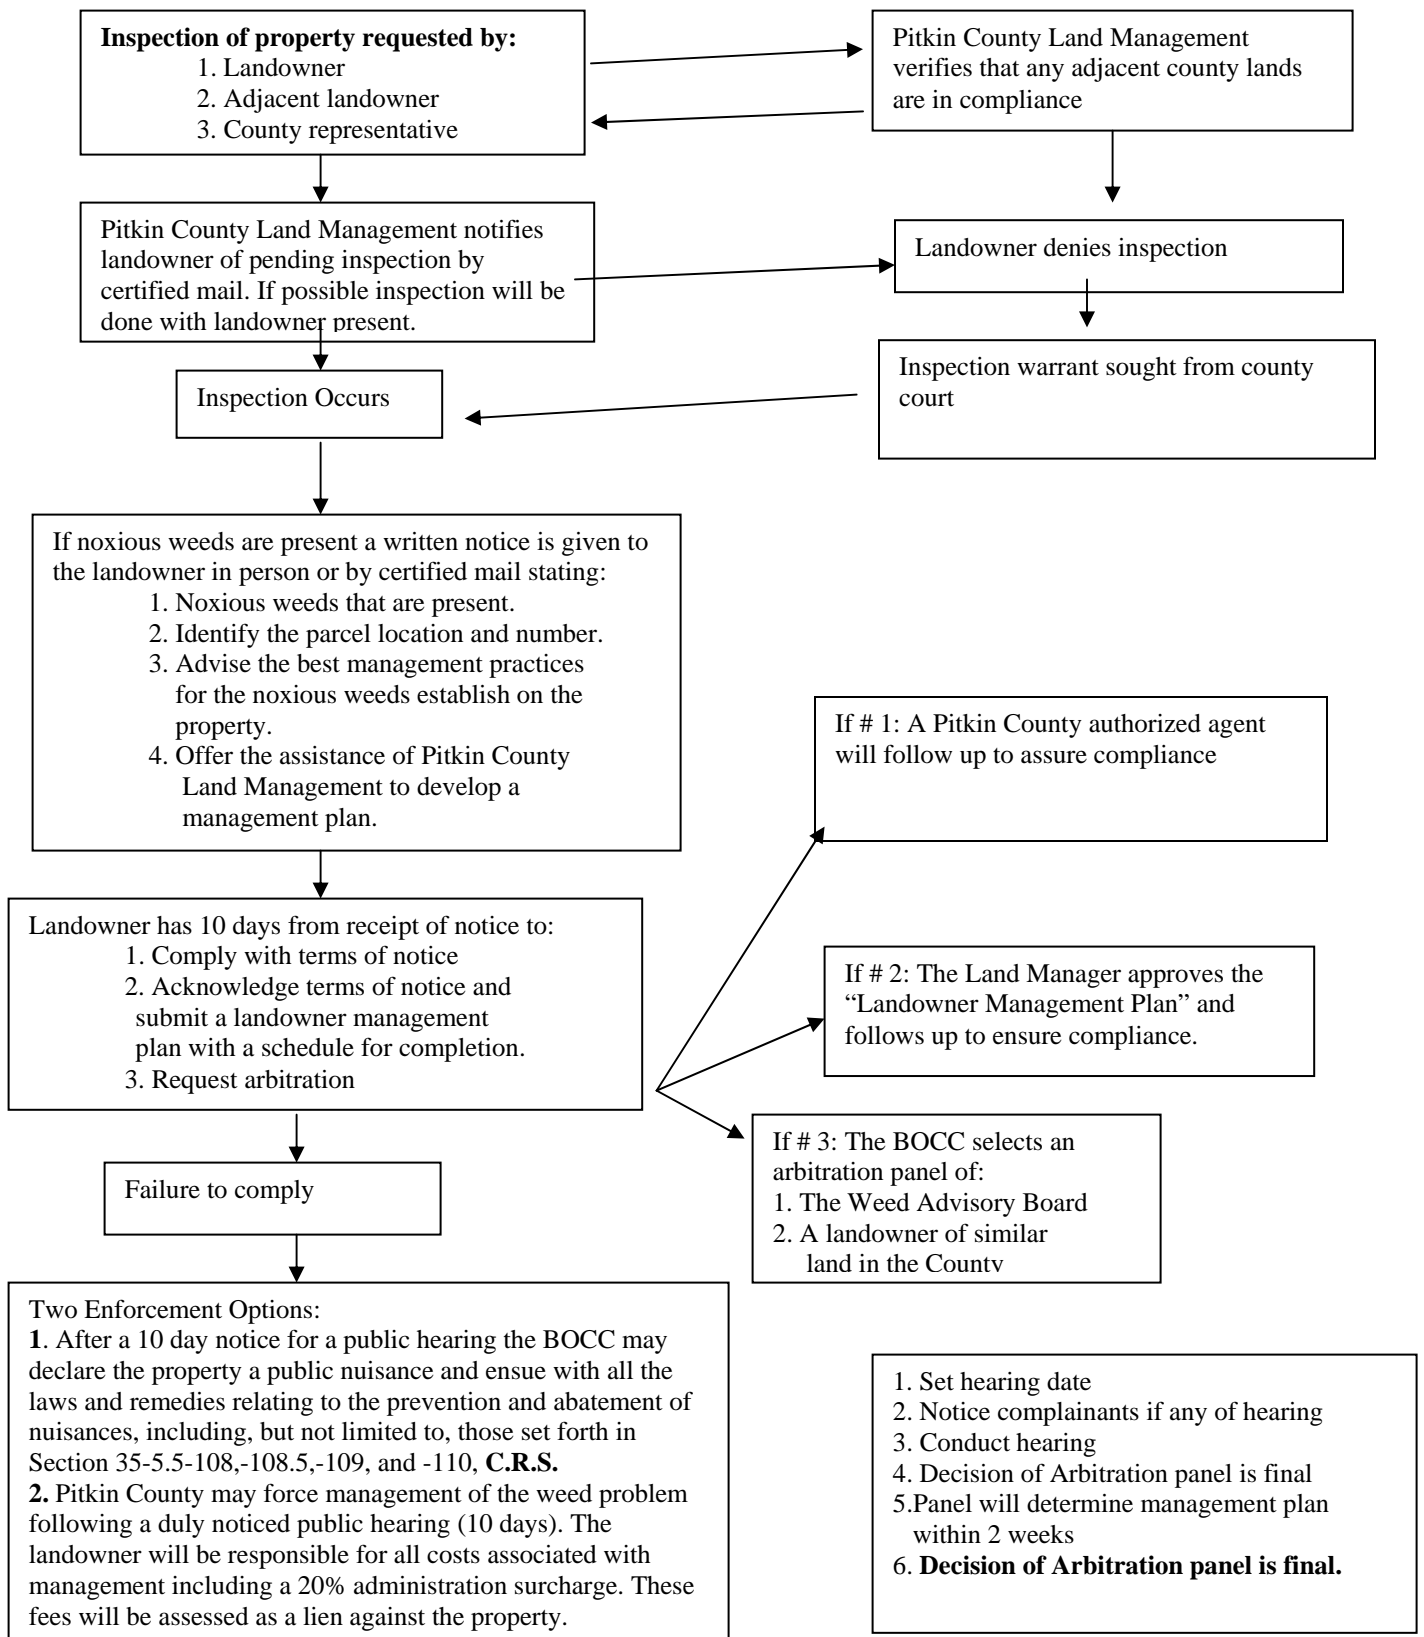 Inspection of property requested by:
1. Landowner
2. Adjacent landowner
3. County representative
Pitkin County Land Management
verifies that any adjacent county lands
are in compliance
Pitkin County Land Management notifies
landowner of pending inspection by
certified mail. If possible inspection will be
done with landowner present.
Landowner denies inspection
Inspection warrant sought from county
court
Inspection Occurs
If noxious weeds are present a written notice is given to
the landowner in person or by certified mail stating:
1. Noxious weeds that are present.
2. Identify the parcel location and number.
3. Advise the best management practices
for the noxious weeds establish on the
property.
4. Offer the assistance of Pitkin County
Land Management to develop a
management plan.
If # 1: A Pitkin County authorized agent
will follow up to assure compliance
Landowner has 10 days from receipt of notice to:
1. Comply with terms of notice
2. Acknowledge terms of notice and
submit a landowner management
plan with a schedule for completion.
3. Request arbitration
If # 2: The Land Manager approves the
“Landowner Management Plan” and
follows up to ensure compliance.
If # 3: The BOCC selects an
arbitration panel of:
1. The Weed Advisory Board
2. A landowner of similar
land in the County
Failure to comply
Two Enforcement Options:
1. After a 10 day notice for a public hearing the BOCC may
declare the property a public nuisance and ensue with all the
laws and remedies relating to the prevention and abatement of
nuisances, including, but not limited to, those set forth in
Section 35-5.5-108,-108.5,-109, and -110, C.R.S.
2. Pitkin County may force management of the weed problem
following a duly noticed public hearing (10 days). The
landowner will be responsible for all costs associated with
management including a 20% administration surcharge. These
fees will be assessed as a lien against the property.
1. Set hearing date
2. Notice complainants if any of hearing
3. Conduct hearing
4. Decision of Arbitration panel is final
5.Panel will determine management plan
within 2 weeks
6. Decision of Arbitration panel is final.